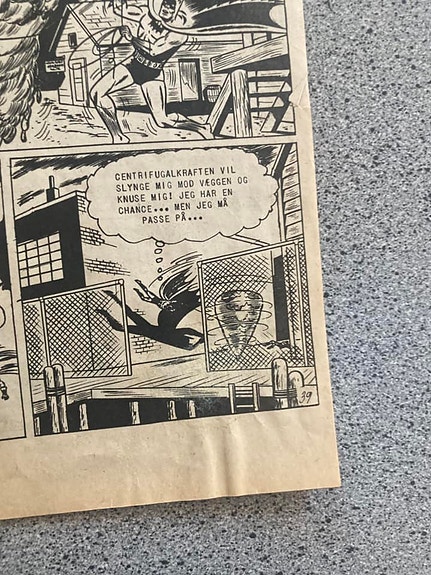 CENTRIFUGALKRAFTEN VIL
SLYNGE MIG MOD VÆGGEN OG
KNUSE MIG! JEG HAR EN
CHANCE... MEN JEG MÅ
PASSE PÅ...
39